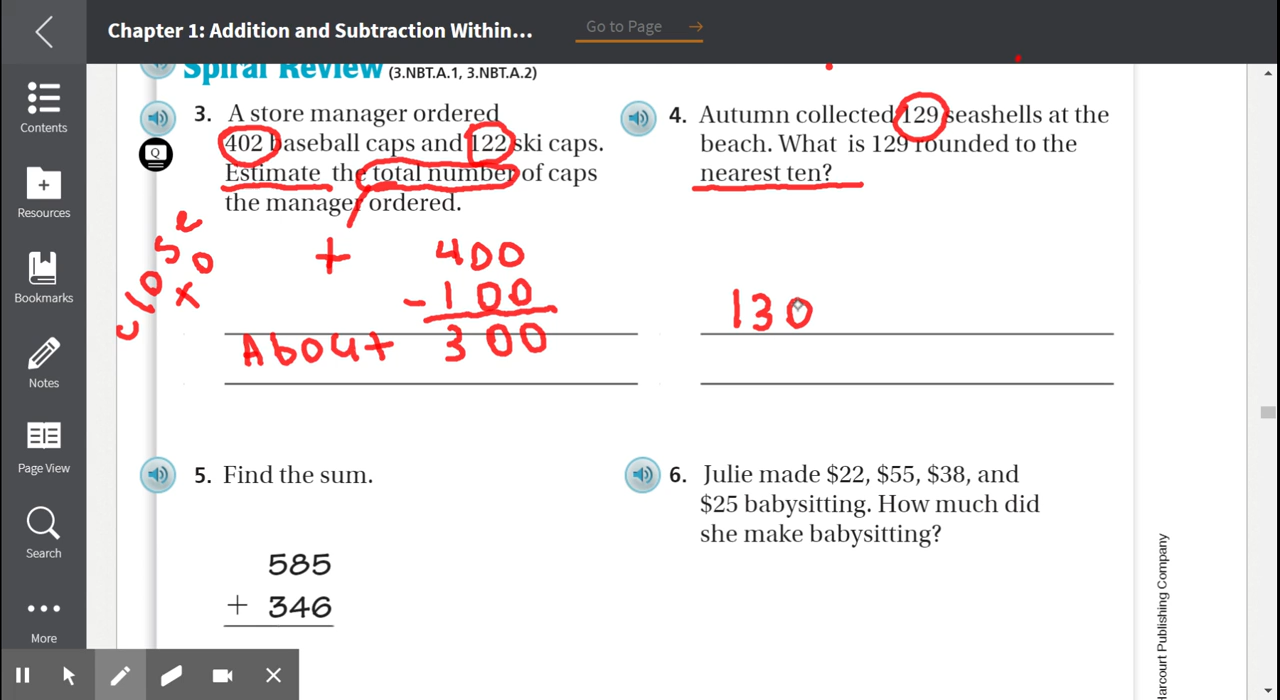 Chapter 1: Addition and Subtraction Within...
Go to Page →
Contents
Resources
Bookmarks
Notes
Page View
Search
More
Spiral Review (3.NBT.A.1, 3.NBT.A.2)
3. A store manager ordered
402 baseball caps and 122 ski caps.
Estimate the total number of caps
the manager ordered.
close
x0
+
400
- 100
About 300
4. Autumn collected 129 seashells at the
beach. What is 129 rounded to the
nearest ten?
130
5. Find the sum.
585
+ 346
6. Julie made $22, $55, $38, and
$25 babysitting. How much did
she make babysitting?
Harcourt Publishing Company